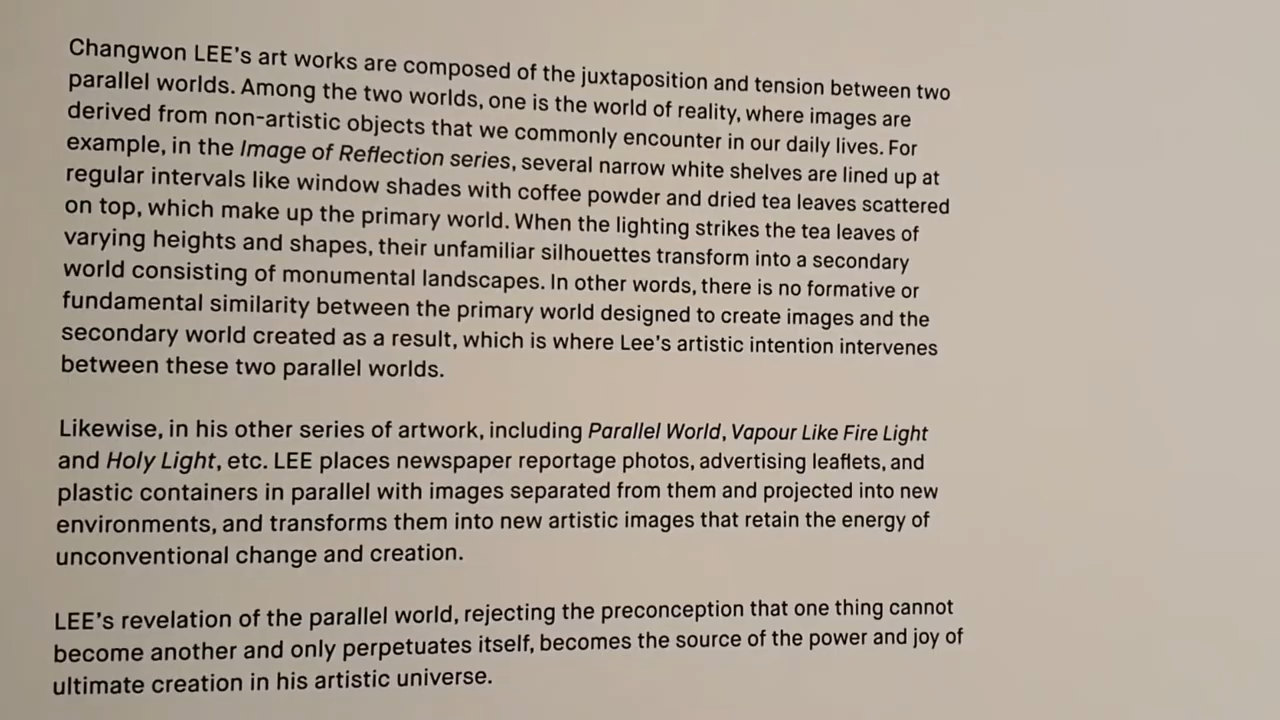 Changwon LEE's art works are composed of the juxtaposition and tension between two
parallel worlds. Among the two worlds, one is the world of reality, where images are
derived from non-artistic objects that we commonly encounter in our daily lives. For
example, in the Image of Reflection series, several narrow white shelves are lined up at
regular intervals like window shades with coffee powder and dried tea leaves scattered
on top, which make up the primary world. When the lighting strikes the tea leaves of
varying heights and shapes, their unfamiliar silhouettes transform into a secondary
world consisting of monumental landscapes. In other words, there is no formative or
fundamental similarity between the primary world designed to create images and the
secondary world created as a result, which is where Lee's artistic intention intervenes
between these two parallel worlds.
Likewise, in his other series of artwork, including Parallel World, Vapour Like Fire Light
and Holy Light, etc. LEE places newspaper reportage photos, advertising leaflets, and
plastic containers in parallel with images separated from them and projected into new
environments, and transforms them into new artistic images that retain the energy of
unconventional change and creation.
LEE's revelation of the parallel world, rejecting the preconception that one thing cannot
become another and only perpetuates itself, becomes the source of the power and joy of
ultimate creation in his artistic universe.